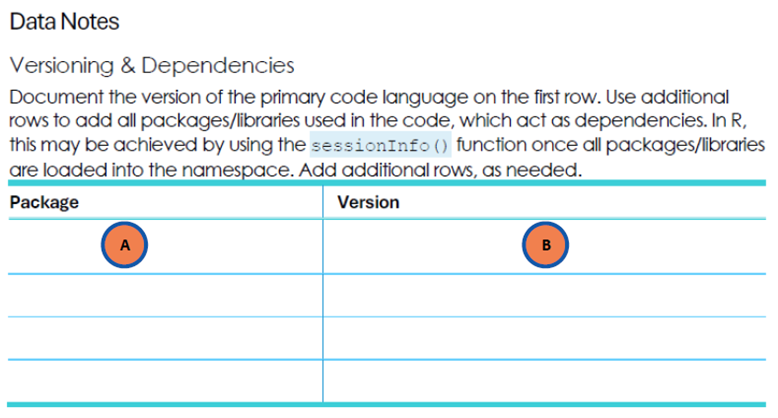 Data Notes
Versioning & Dependencies
Document the version of the primary code language on the first row. Use additional
rows to add all packages/libraries used in the code, which act as dependencies. In R,
this may be achieved by using the sessionInfo() function once all packages/libraries
are loaded into the namespace. Add additional rows, as needed.
Package Version
A B